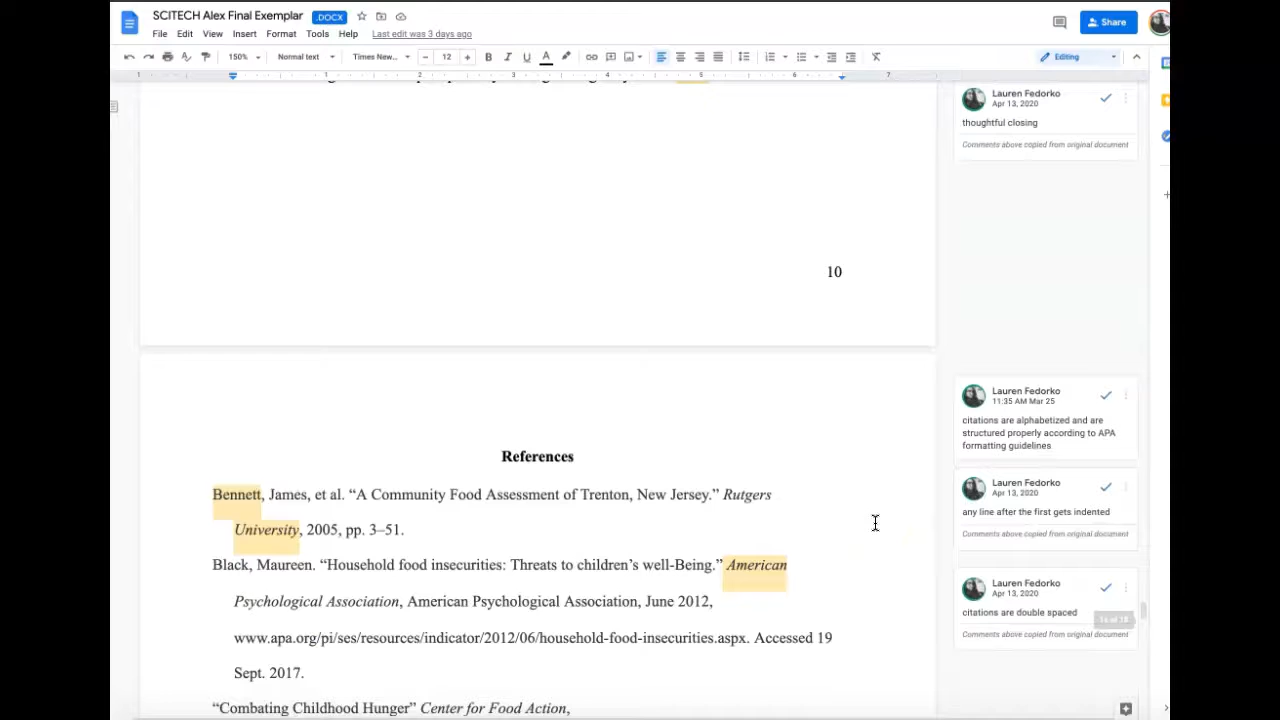 SCITECH Alex Final Exemplar .DOCX
File Edit View Insert Format Tools Help Last edit was 3 days ago
Share
150% Normal text Times New... 12 B I U A Editing
1 1 2 3 4 5 6 7
Lauren Fedorko
Apr 13, 2020
thoughtful closing
Comments above copied from original document
10
References
Bennett, James, et al. “A Community Food Assessment of Trenton, New Jersey.” Rutgers
University, 2005, pp. 3–51.
Black, Maureen. “Household food insecurities: Threats to children’s well-Being.” American
Psychological Association, American Psychological Association, June 2012,
www.apa.org/pi/ses/resources/indicator/2012/06/household-food-insecurities.aspx. Accessed 19
Sept. 2017.
“Combating Childhood Hunger” Center for Food Action,
Lauren Fedorko
11:35 AM Mar 25
citations are alphabetized and are
structured properly according to APA
formatting guidelines
Lauren Fedorko
Apr 13, 2020
any line after the first gets indented
Comments above copied from original document
Lauren Fedorko
Apr 13, 2020
citations are double spaced
Comments above copied from original document